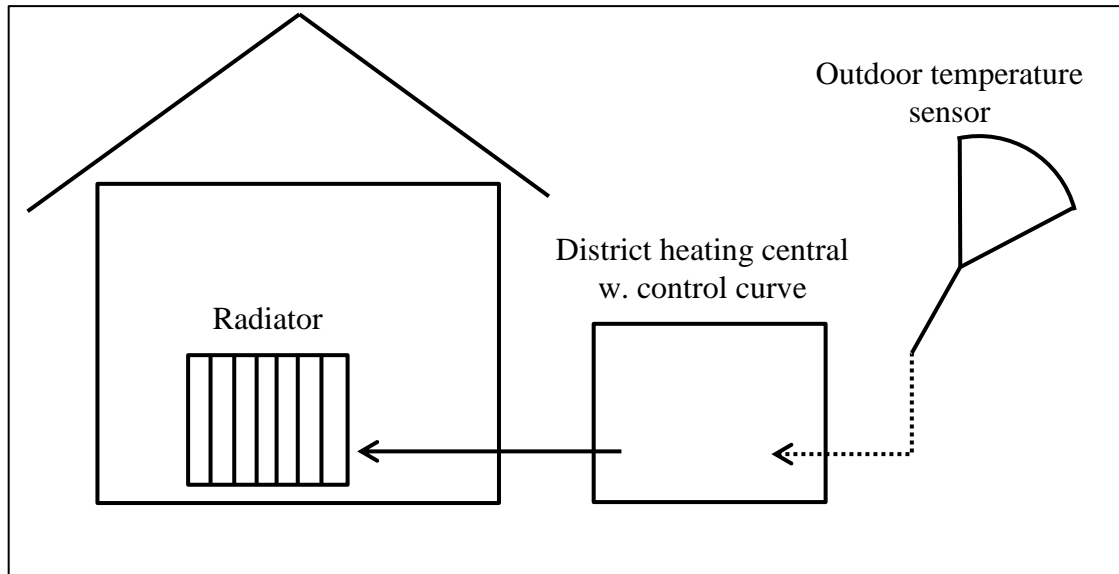 Outdoor temperature
sensor
District heating central
w. control curve
Radiator